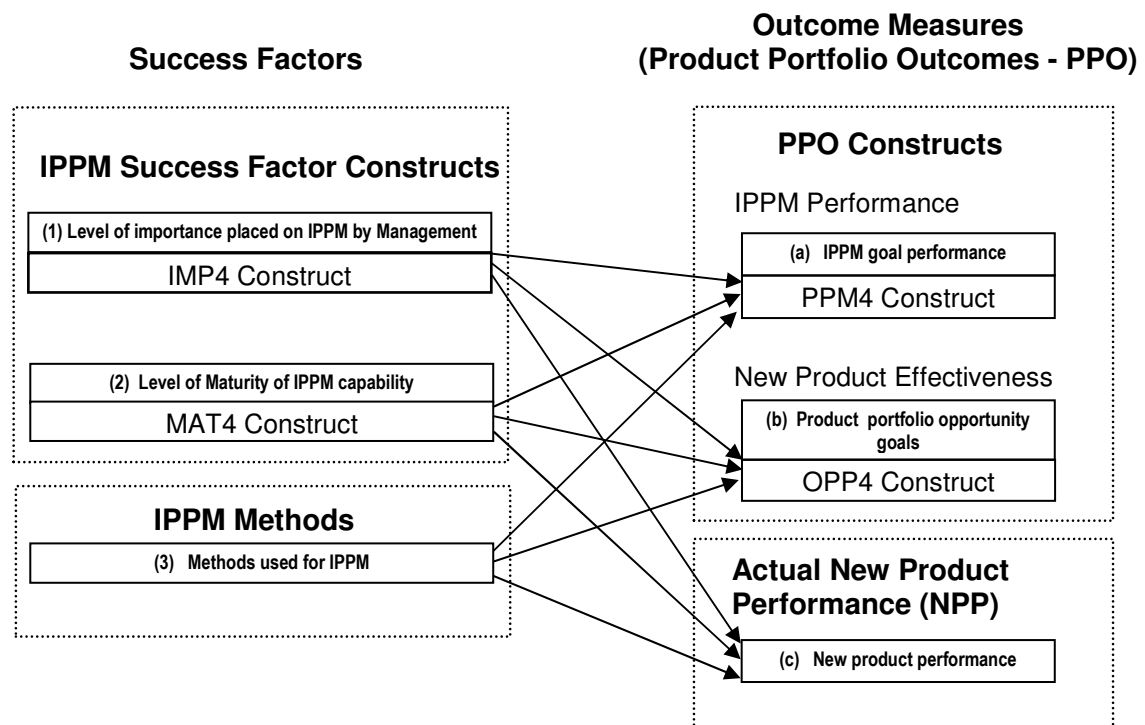 Success Factors
IPPM Success Factor Constructs
(1) Level of importance placed on IPPM by Management
IMP4 Construct
(2) Level of Maturity of IPPM capability
MAT4 Construct
IPPM Methods
(3) Methods used for IPPM
Outcome Measures
(Product Portfolio Outcomes - PPO)
PPO Constructs
IPPM Performance
(a) IPPM goal performance
PPM4 Construct
New Product Effectiveness
(b) Product portfolio opportunity
goals
OPP4 Construct
Actual New Product
Performance (NPP)
(c) New product performance